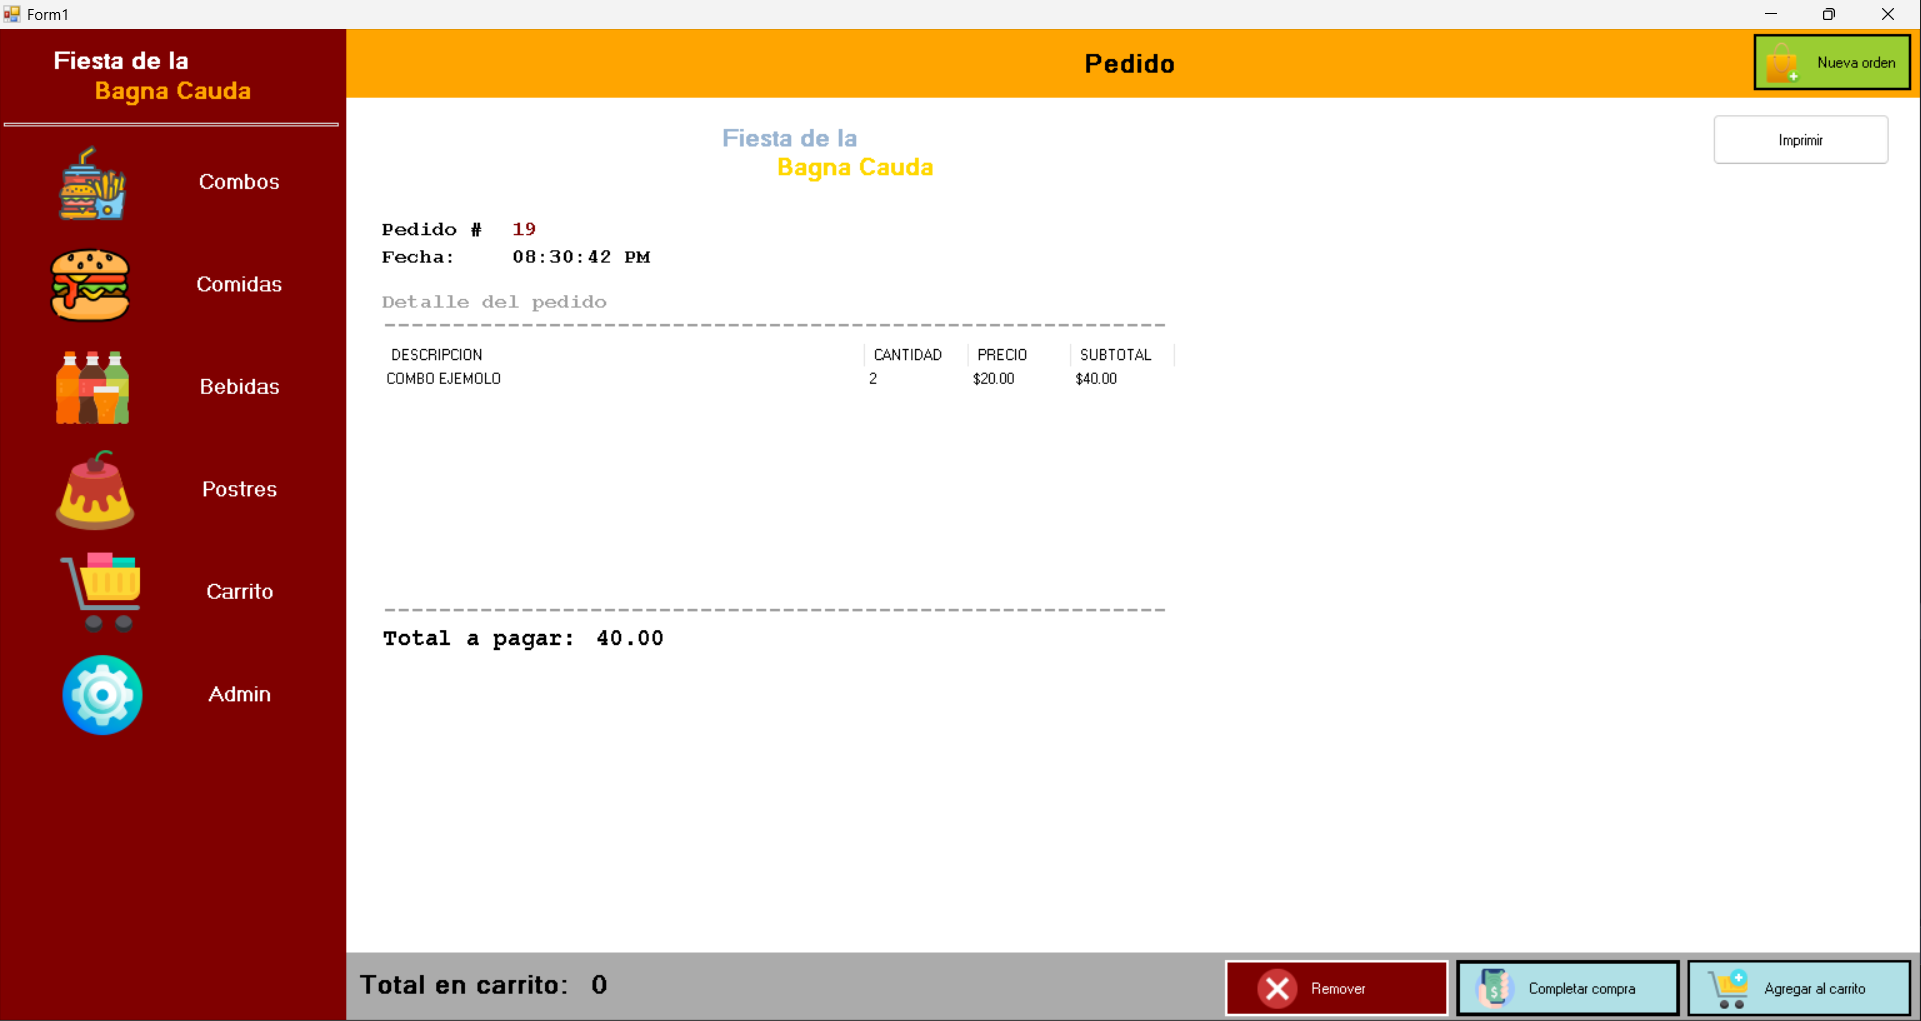 Form1
Fiesta de la
Bagna Cauda
Combos
Comidas
Bebidas
Postres
Carrito
Admin
Pedido
Nueva orden
Imprimir
Fiesta de la
Bagna Cauda
Pedido # 19
Fecha: 08:30:42 PM
Detalle del pedido
DESCRIPCION CANTIDAD PRECIO SUBTOTAL
COMBO EJEMOLO 2 $20.00 $40.00
Total a pagar: 40.00
Total en carrito: 0
Remover
Completar compra
Agregar al carrito